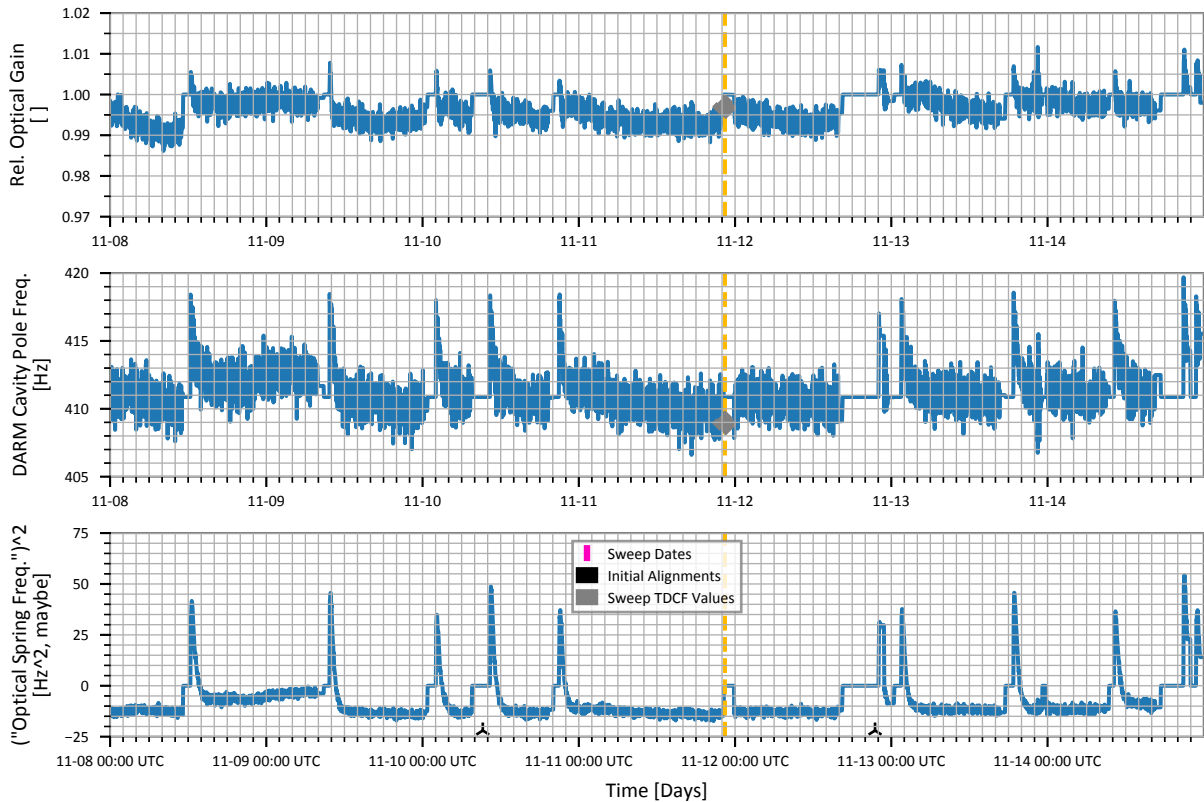 Rel. Optical Gain
[ ]
1.02
1.01
1.00
0.99
0.98
0.97
11-08 11-09 11-10 11-11 11-12 11-13 11-14
DARM Cavity Pole Freq.
[Hz]
420
415
410
405
11-08 11-09 11-10 11-11 11-12 11-13 11-14
("Optical Spring Freq.")^2
[Hz^2, maybe]
75
50
25
0
−25
Sweep Dates
Initial Alignments
Sweep TDCF Values
11-08 00:00 UTC 11-09 00:00 UTC 11-10 00:00 UTC 11-11 00:00 UTC 11-12 00:00 UTC 11-13 00:00 UTC 11-14 00:00 UTC
Time [Days]